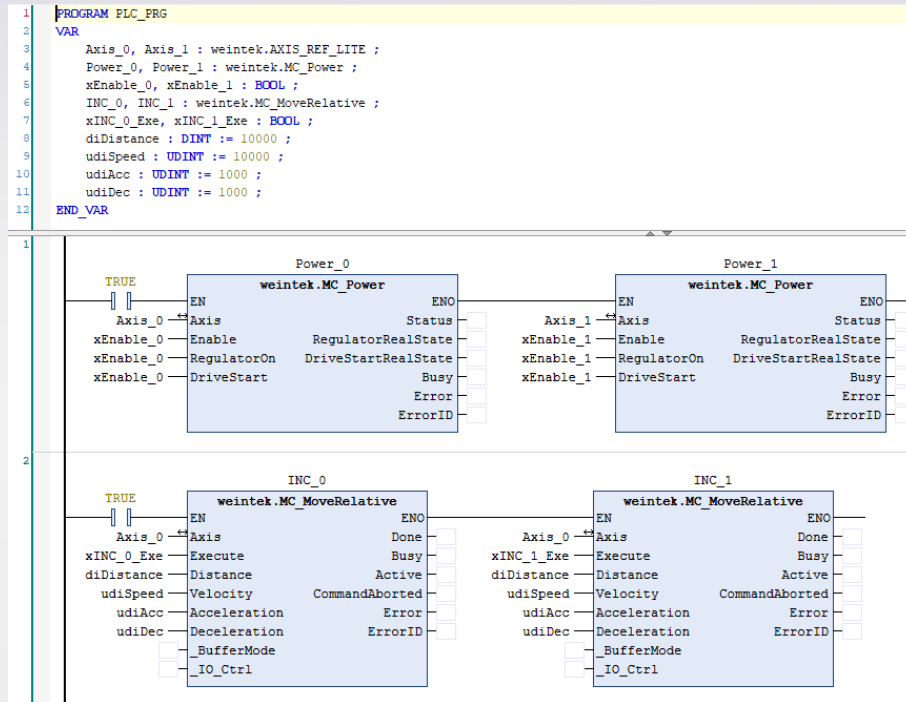 1 PROGRAM PLC_PRG
2 VAR
3 Axis_0, Axis_1 : weintek.AXIS_REF_LITE ;
4 Power_0, Power_1 : weintek.MC_Power ;
5 xEnable_0, xEnable_1 : BOOL ;
6 INC_0, INC_1 : weintek.MC_MoveRelative ;
7 xINC_0_Exe, xINC_1_Exe : BOOL ;
8 diDistance : DINT := 10000 ;
9 udiSpeed : UDINT := 10000 ;
10 udiAcc : UDINT := 1000 ;
11 udiDec : UDINT := 1000 ;
12 END_VAR
1
Power_0 Power_1
TRUE weintek.MC_Power weintek.MC_Power
EN ENO EN ENO
Axis_0 Axis Status Axis_1 Axis Status
xEnable_0 Enable RegulatorRealState xEnable_1 Enable RegulatorRealState
xEnable_0 RegulatorOn DriveStartRealState xEnable_1 RegulatorOn DriveStartRealState
xEnable_0 DriveStart Busy xEnable_1 DriveStart Busy
Error Error
ErrorID ErrorID
2
INC_0 INC_1
TRUE weintek.MC_MoveRelative weintek.MC_MoveRelative
EN ENO EN ENO
Axis_0 Axis Done Axis_0 Axis Done
xINC_0_Exe Execute Busy xINC_1_Exe Execute Busy
diDistance Distance Active diDistance Distance Active
udiSpeed Velocity CommandAborted udiSpeed Velocity CommandAborted
udiAcc Acceleration Error udiAcc Acceleration Error
udiDec Deceleration ErrorID udiDec Deceleration ErrorID
_BufferMode _BufferMode
_IO_Ctrl _IO_Ctrl